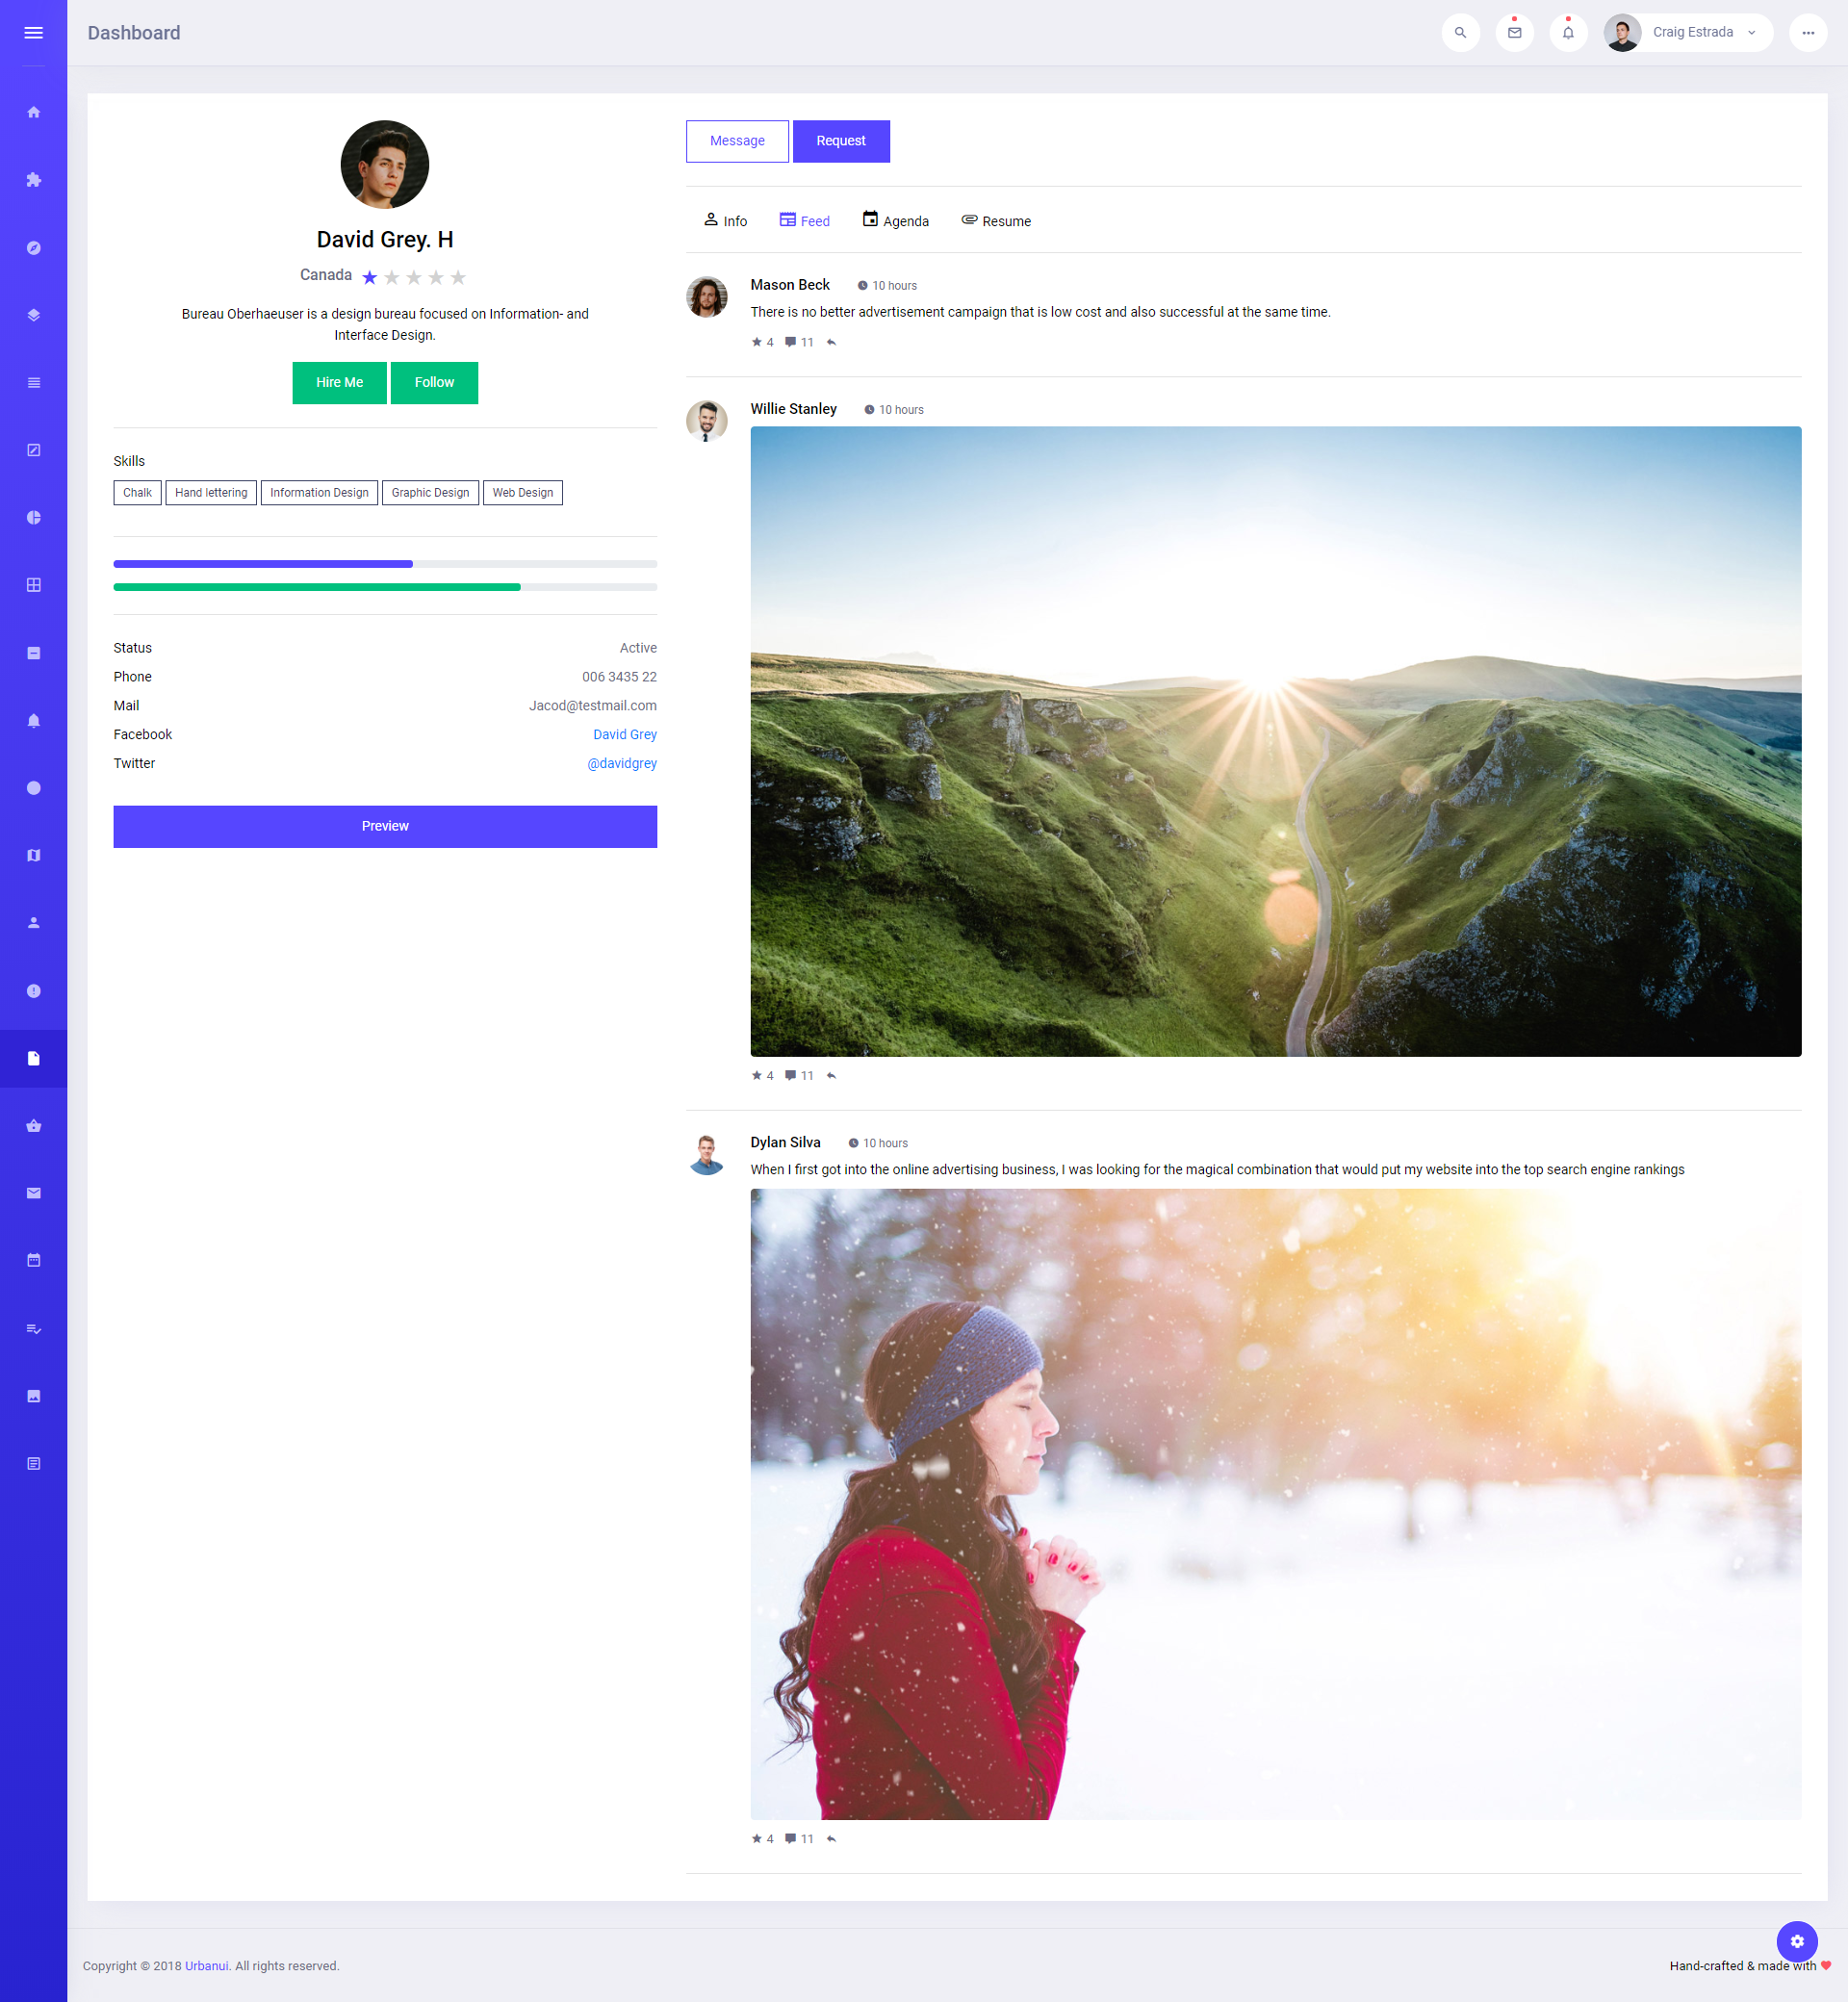 Dashboard
Craig Estrada
David Grey. H
Canada
Bureau Oberhaeuser is a design bureau focused on Information- and
Interface Design.
Hire Me Follow
Skills
Chalk Hand lettering Information Design Graphic Design Web Design
Status Active
Phone 006 3435 22
Mail Jacod@testmail.com
Facebook David Grey
Twitter @davidgrey
Preview
Message Request
Info Feed Agenda Resume
Mason Beck 10 hours
There is no better advertisement campaign that is low cost and also successful at the same time.
4 11
Willie Stanley 10 hours
4 11
Dylan Silva 10 hours
When I first got into the online advertising business, I was looking for the magical combination that would put my website into the top search engine rankings
4 11
Copyright © 2018 Urbanui. All rights reserved.
Hand-crafted & made with